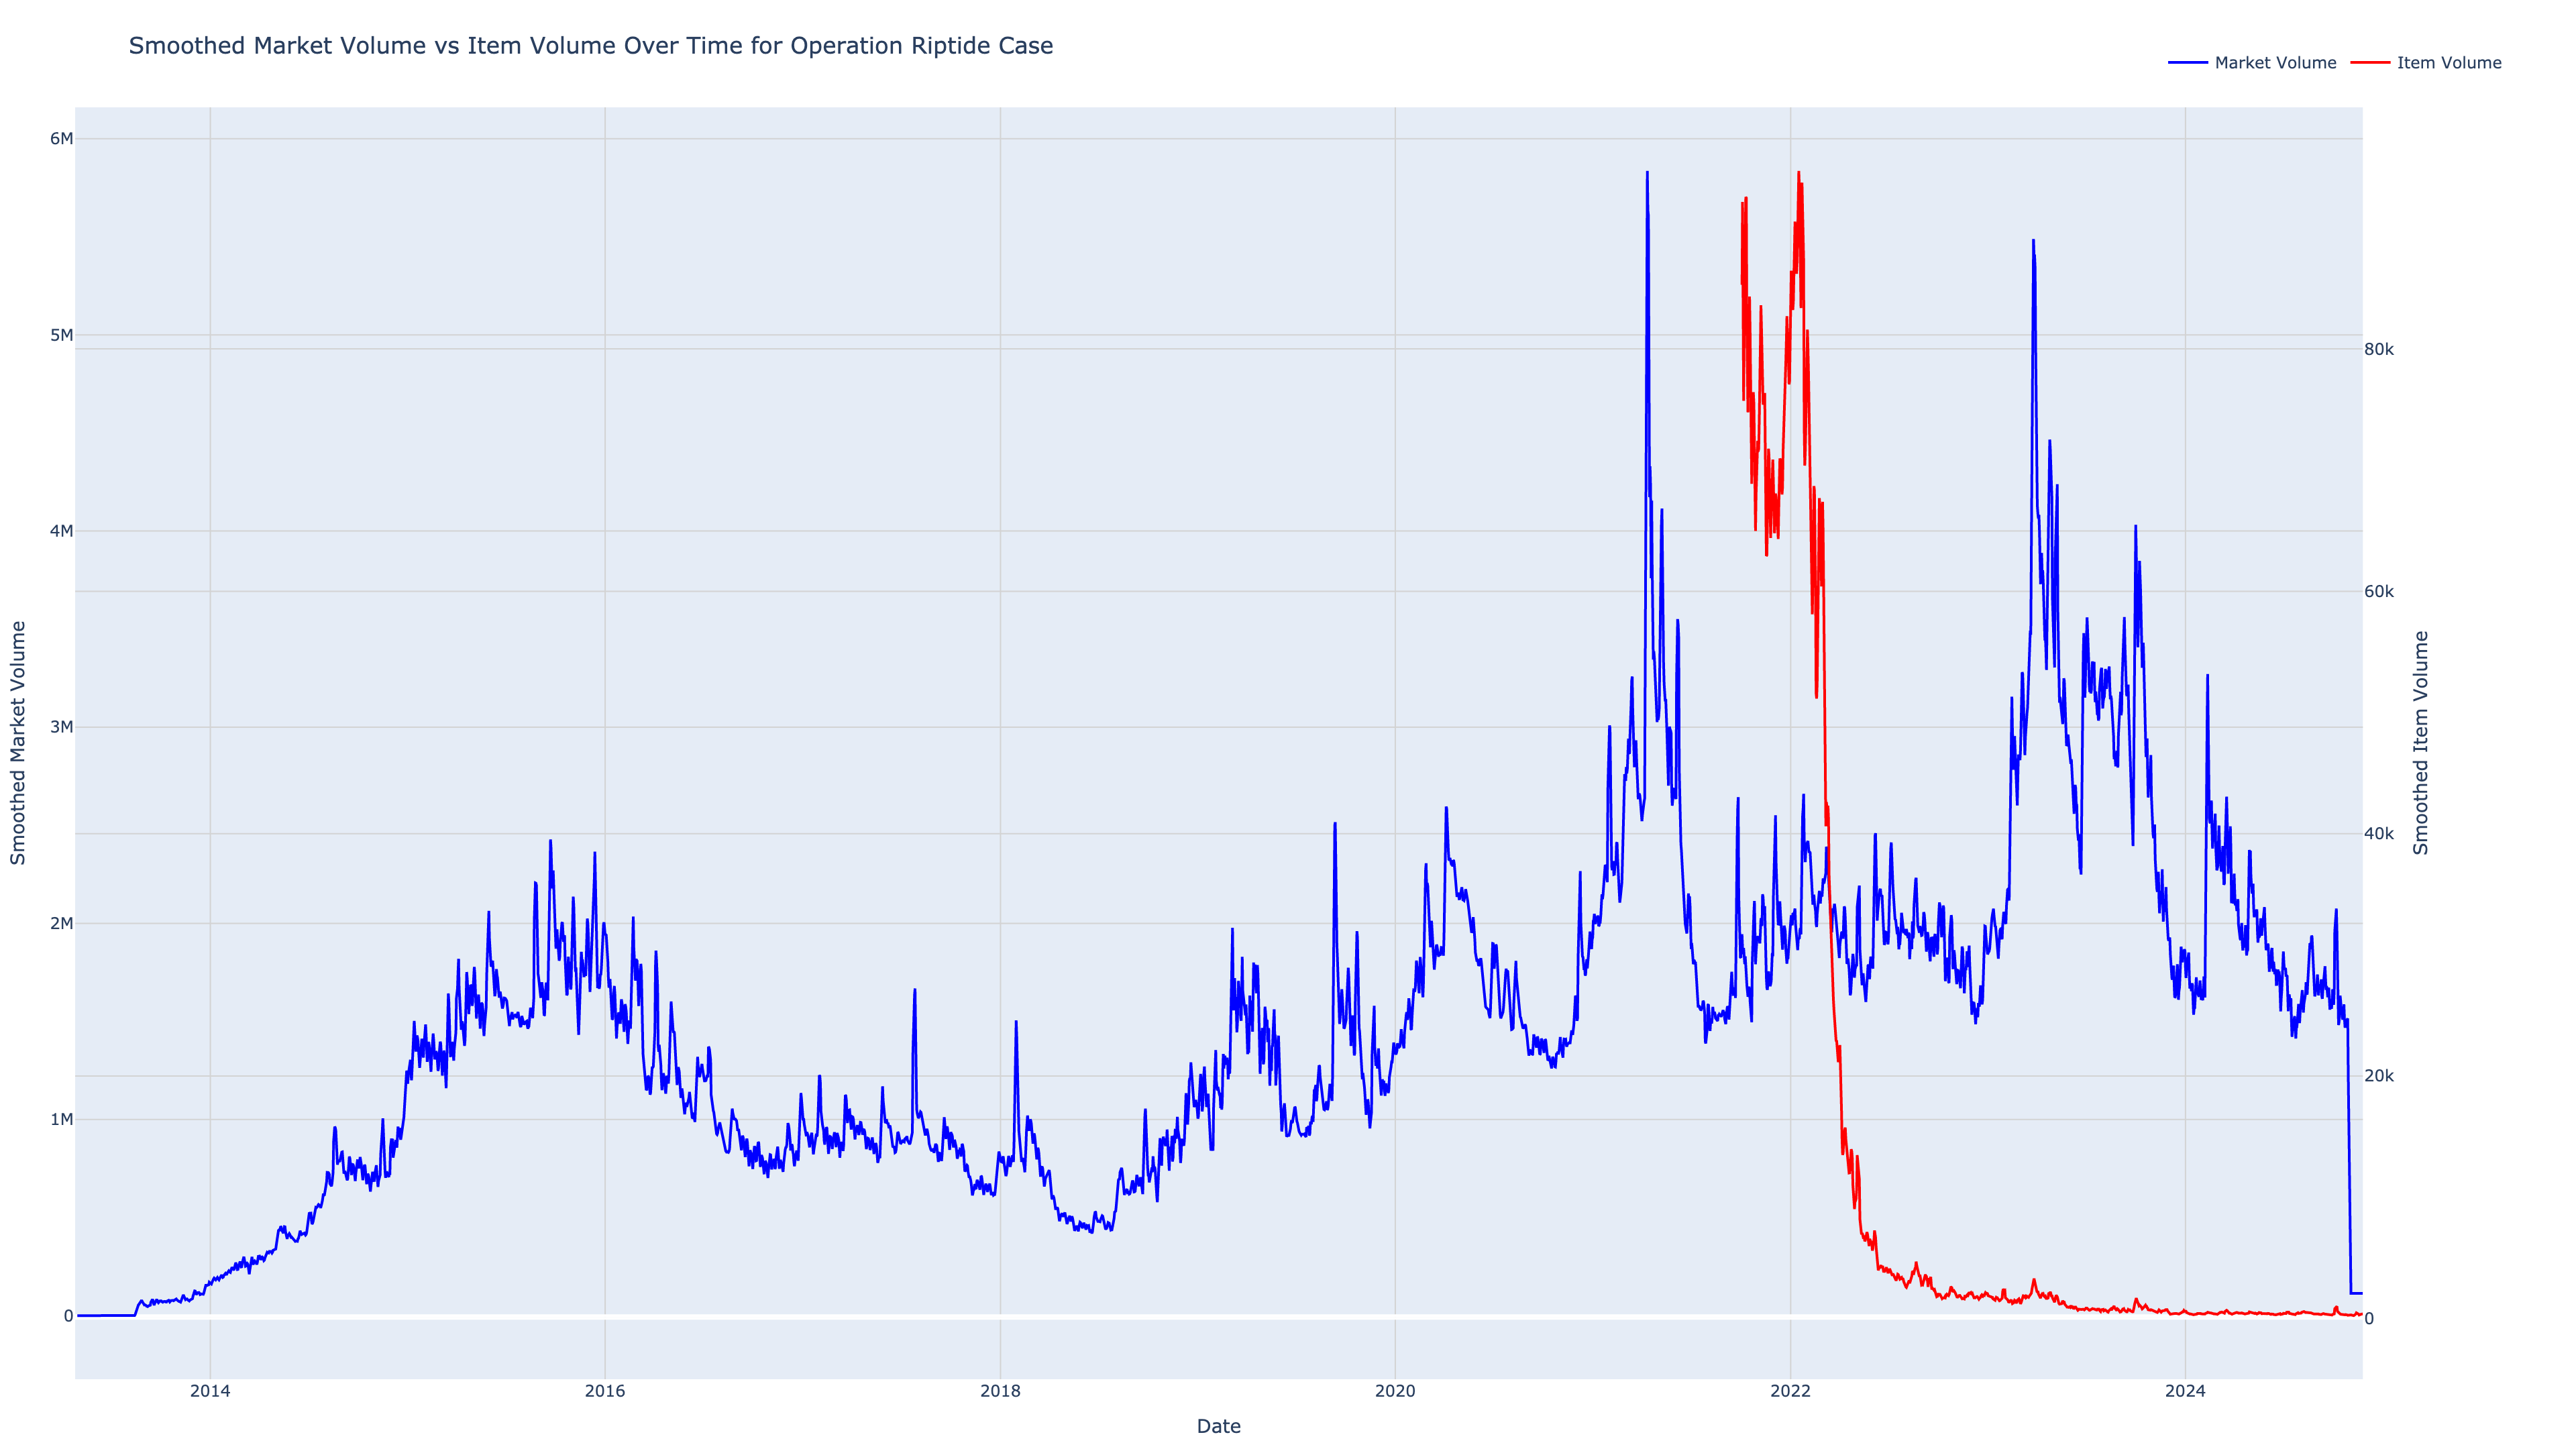 Smoothed Market Volume vs Item Volume Over Time for Operation Riptide Case
Market Volume
Item Volume
6M
5M
4M
3M
2M
1M
0
Smoothed Market Volume
80k
60k
40k
20k
0
Smoothed Item Volume
2014
2016
2018
2020
2022
2024
Date